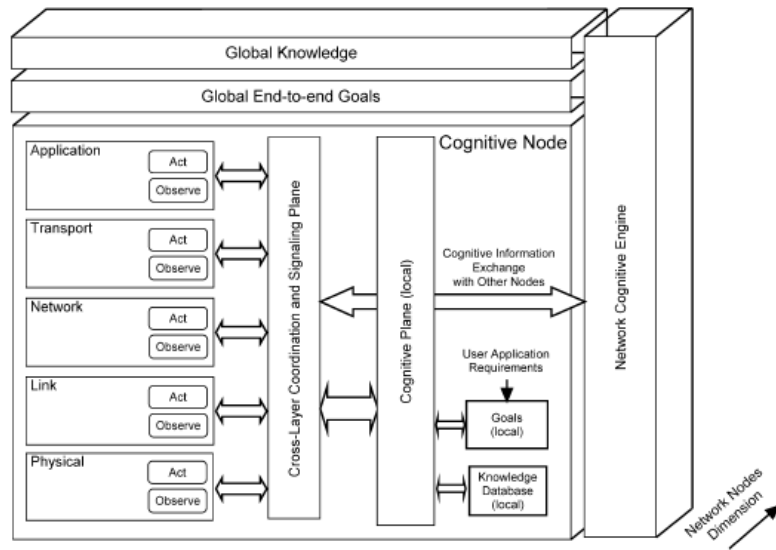 Global Knowledge
Global End-to-end Goals
Cognitive Node
Application
Act
Observe
Transport
Act
Observe
Network
Act
Observe
Link
Act
Observe
Physical
Act
Observe
Cross-Layer Coordination and Signaling Plane
Cognitive Plane (local)
Cognitive Information
Exchange
with Other Nodes
User Application
Requirements
Goals
(local)
Knowledge
Database
(local)
Network Cognitive Engine
Network Nodes
Dimension